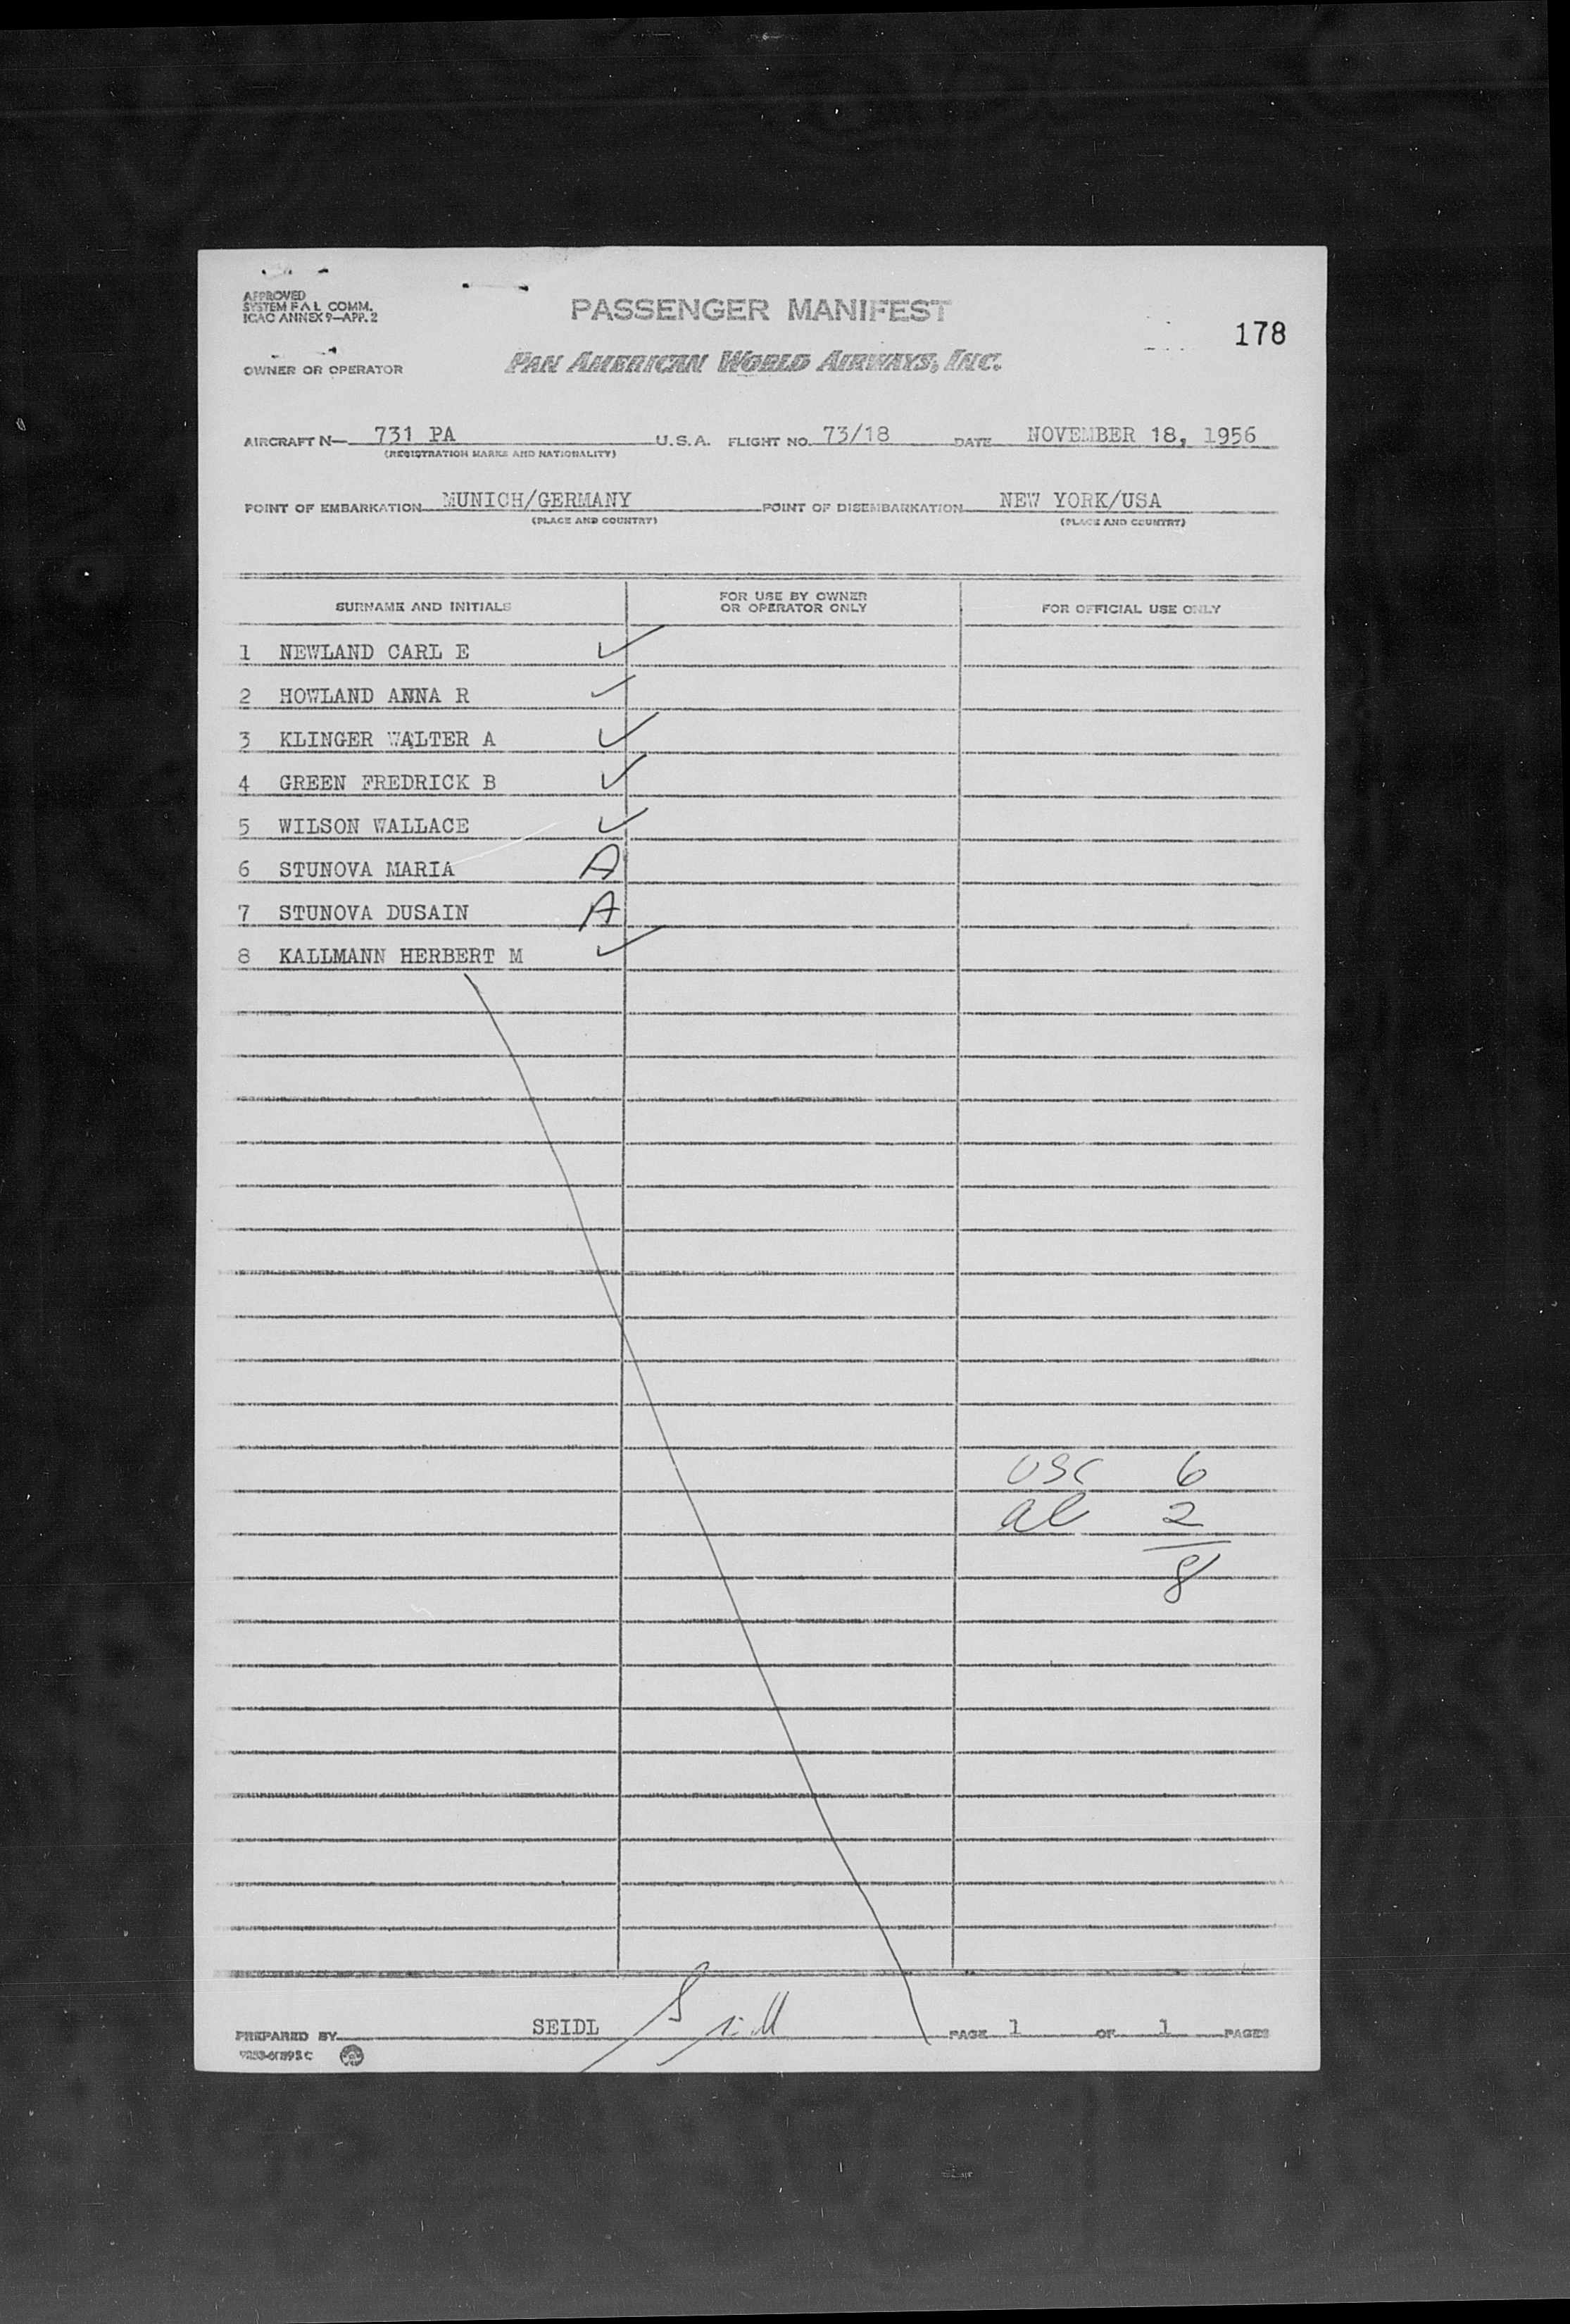 APPROVED
SYSTEM F A L COMM.
ICAO ANNEX 9—APP. 2
PASSENGER MANIFEST
178
OWNER OR OPERATOR
PAN AMERICAN WORLD AIRWAYS, INC.
AIRCRAFT N— 731 PA U.S.A. FLIGHT NO. 73/18 DATE NOVEMBER 18, 1956
(REGISTRATION MARKS AND NATIONALITY)
POINT OF EMBARKATION MUNICH/GERMANY POINT OF DISEMBARKATION NEW YORK/USA
(PLACE AND COUNTRY) (PLACE AND COUNTRY)
SURNAME AND INITIALS FOR USE BY OWNER OR OPERATOR ONLY FOR OFFICIAL USE ONLY
1 NEWLAND CARL E ✓
2 HOWLAND ANNA R ✓
3 KLINGER WALTER A ✓
4 GREEN FREDRICK B ✓
5 WILSON WALLACE ✓
6 STUNOVA MARIA A
7 STUNOVA DUSAIN A
8 KALLMANN HERBERT M ✓
USC 6
al 2
8
PREPARED BY SEIDL Seidl PAGE 1 OF 1 PAGES